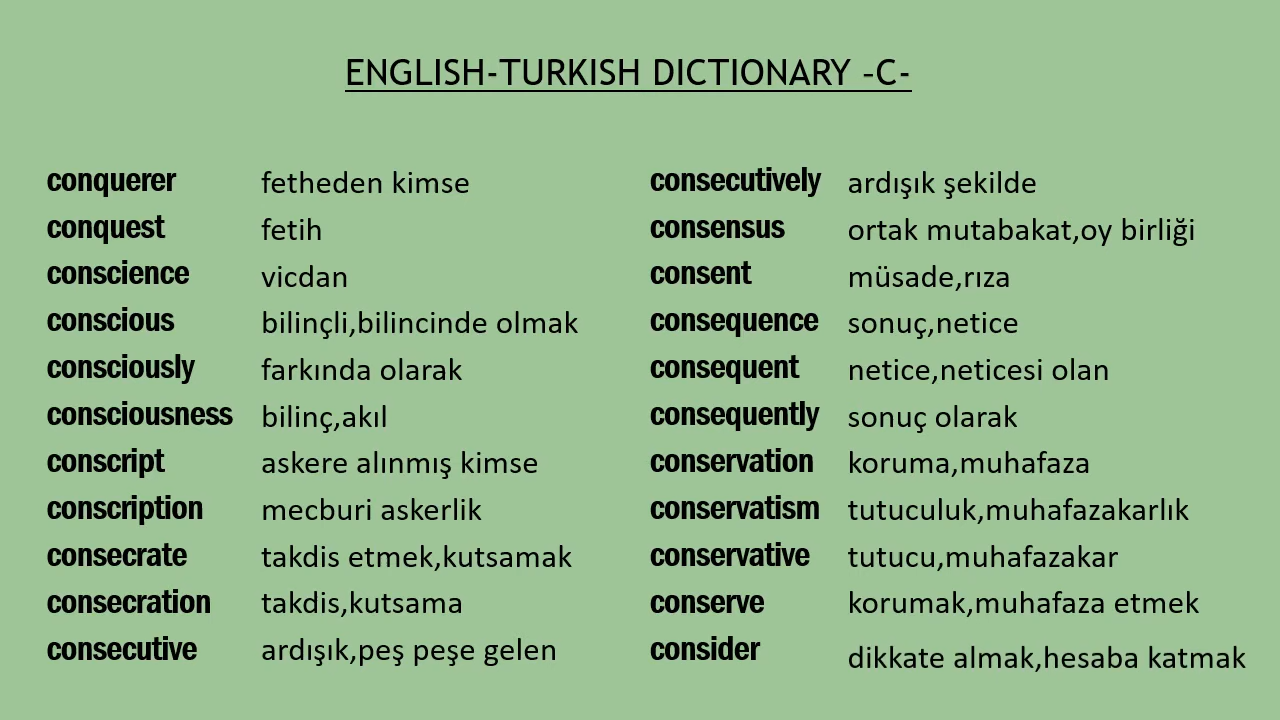 ENGLISH-TURKISH DICTIONARY –C-
conquerer fetheden kimse
conquest fetih
conscience vicdan
conscious bilinçli,bilincinde olmak
consciously farkında olarak
consciousness bilinç,akıl
conscript askere alınmış kimse
conscription mecburi askerlik
consecrate takdis etmek,kutsamak
consecration takdis,kutsama
consecutive ardışık,peş peşe gelen
consecutively ardışık şekilde
consensus ortak mutabakat,oy birliği
consent müsade,rıza
consequence sonuç,netice
consequent netice,neticesi olan
consequently sonuç olarak
conservation koruma,muhafaza
conservatism tutuculuk,muhafazakarlık
conservative tutucu,muhafazakar
conserve korumak,muhafaza etmek
consider dikkate almak,hesaba katmak